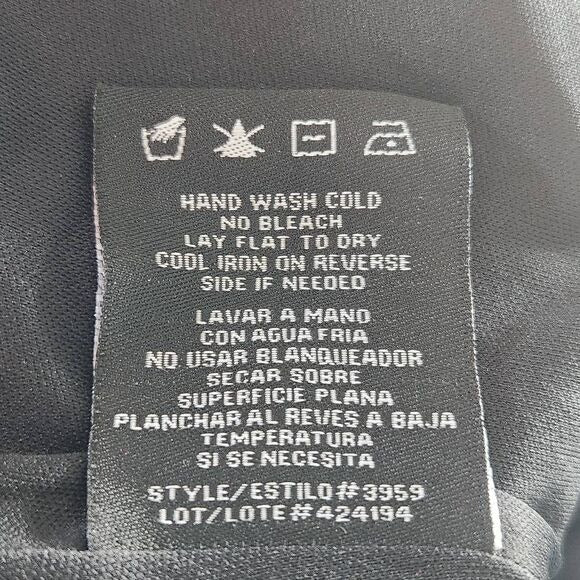 HAND WASH COLD
NO BLEACH
LAY FLAT TO DRY
COOL IRON ON REVERSE
SIDE IF NEEDED
LAVAR A MANO
CON AGUA FRIA
NO USAR BLANQUEADOR
SECAR SOBRE
SUPERFICIE PLANA
PLANCHAR AL REVES A BAJA
TEMPERATURA
SI SE NECESITA
STYLE/ESTILO#3959
LOT/LOTE#424194